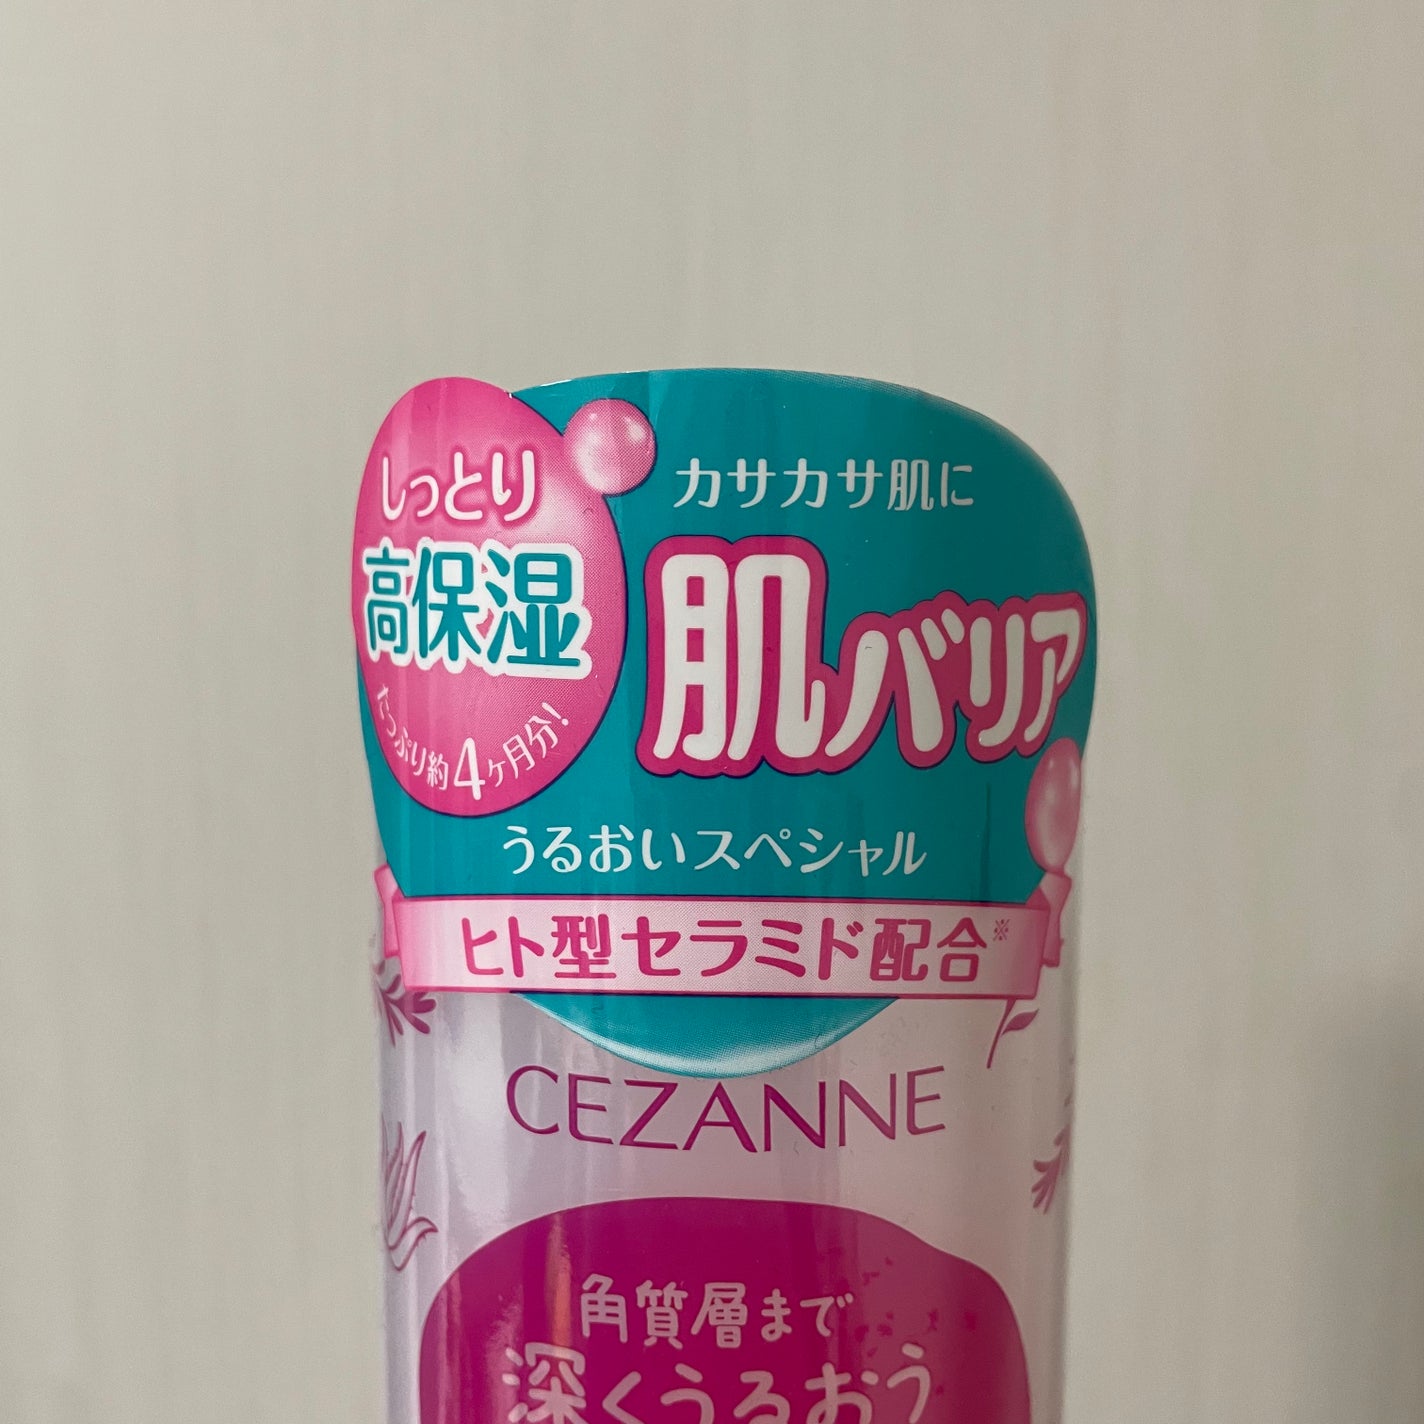 しっとり
高保湿
たっぷり約4ヶ月分!
カサカサ肌に
肌バリア
うるおいスペシャル
ヒト型セラミド配合※
CEZANNE
角質層まで
深くうるおう